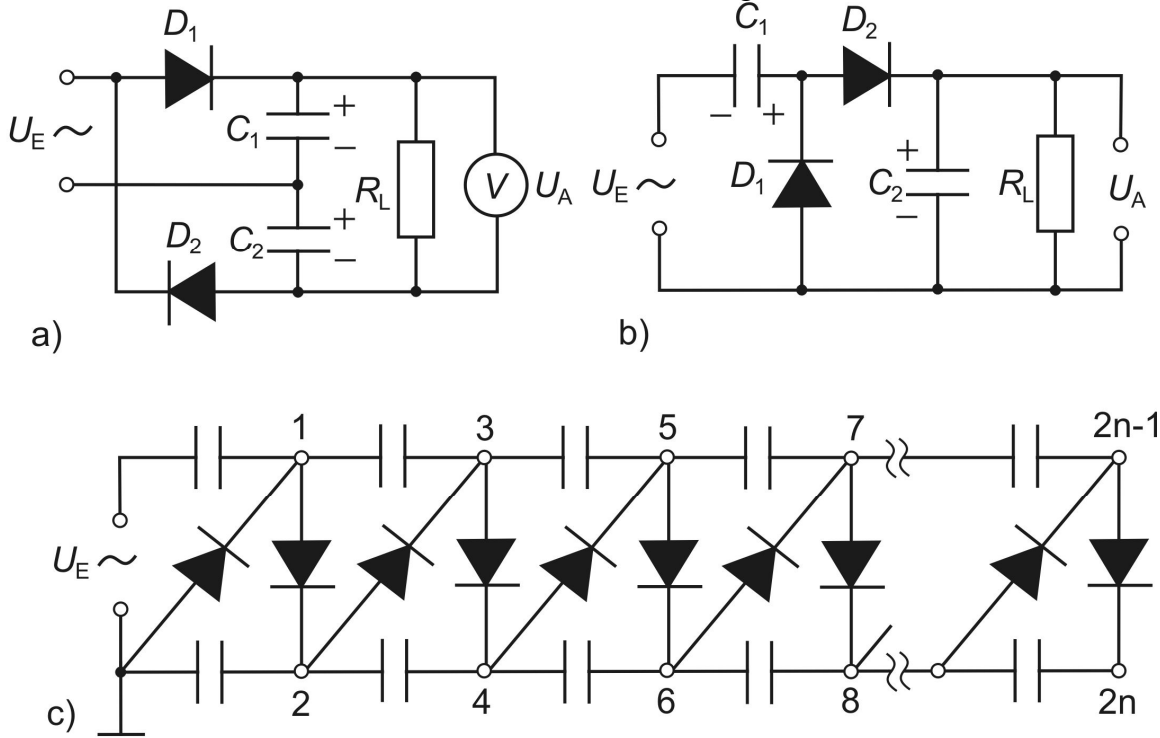 D1
UE ~
C1
+
−
RL
V
UA
D2
C2
+
−
a)
C1
D2
−
+
UE ~
D1
C2
+
−
RL
UA
b)
1
3
5
7
2n-1
UE ~
2
4
6
8
2n
c)